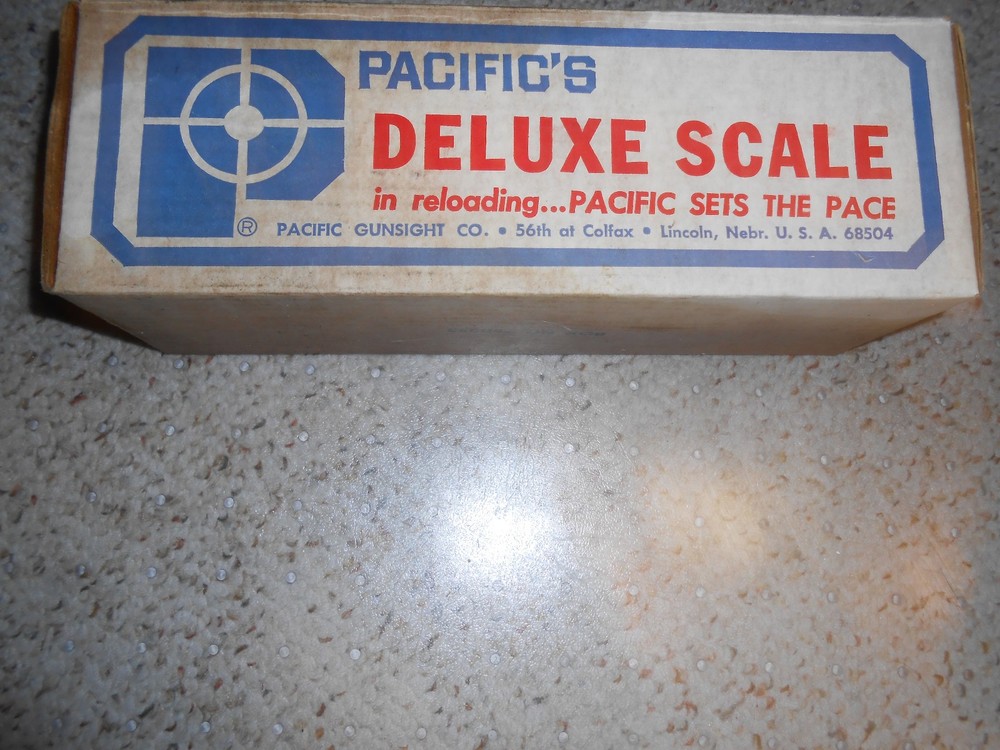 PACIFIC'S
DELUXE SCALE
in reloading...PACIFIC SETS THE PACE
® PACIFIC GUNSIGHT CO. • 56th at Colfax • Lincoln, Nebr. U. S. A. 68504